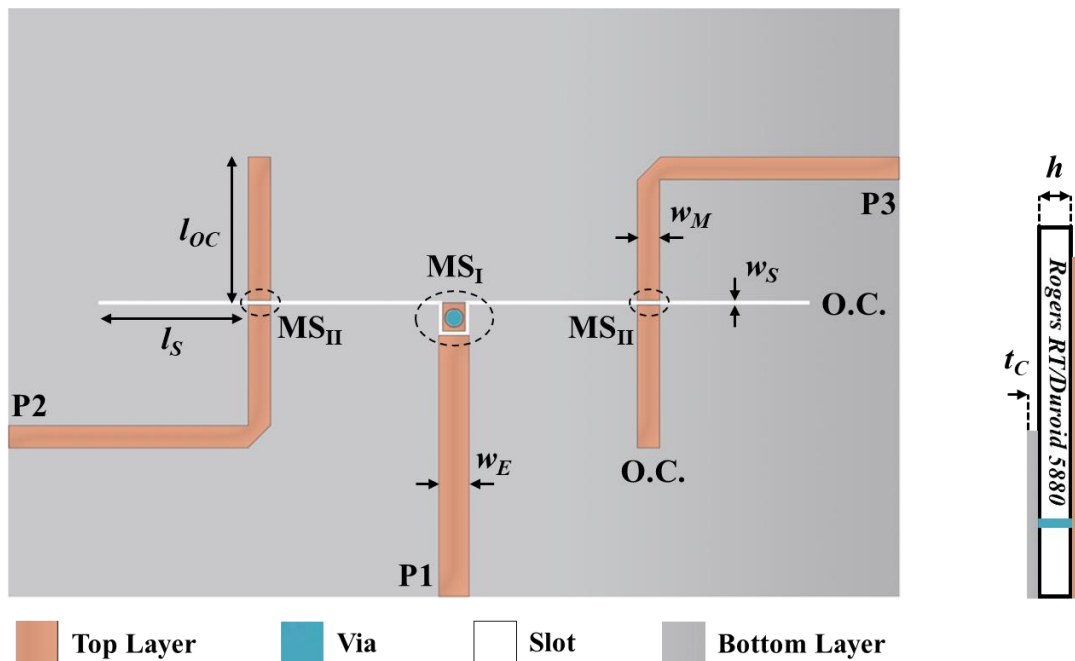 h
P3
l_OC
w_M
MS_I
w_S
O.C.
MS_II
MS_II
l_S
Rogers RT/Duroid 5880
t_C
P2
w_E
O.C.
P1
Top Layer
Via
Slot
Bottom Layer